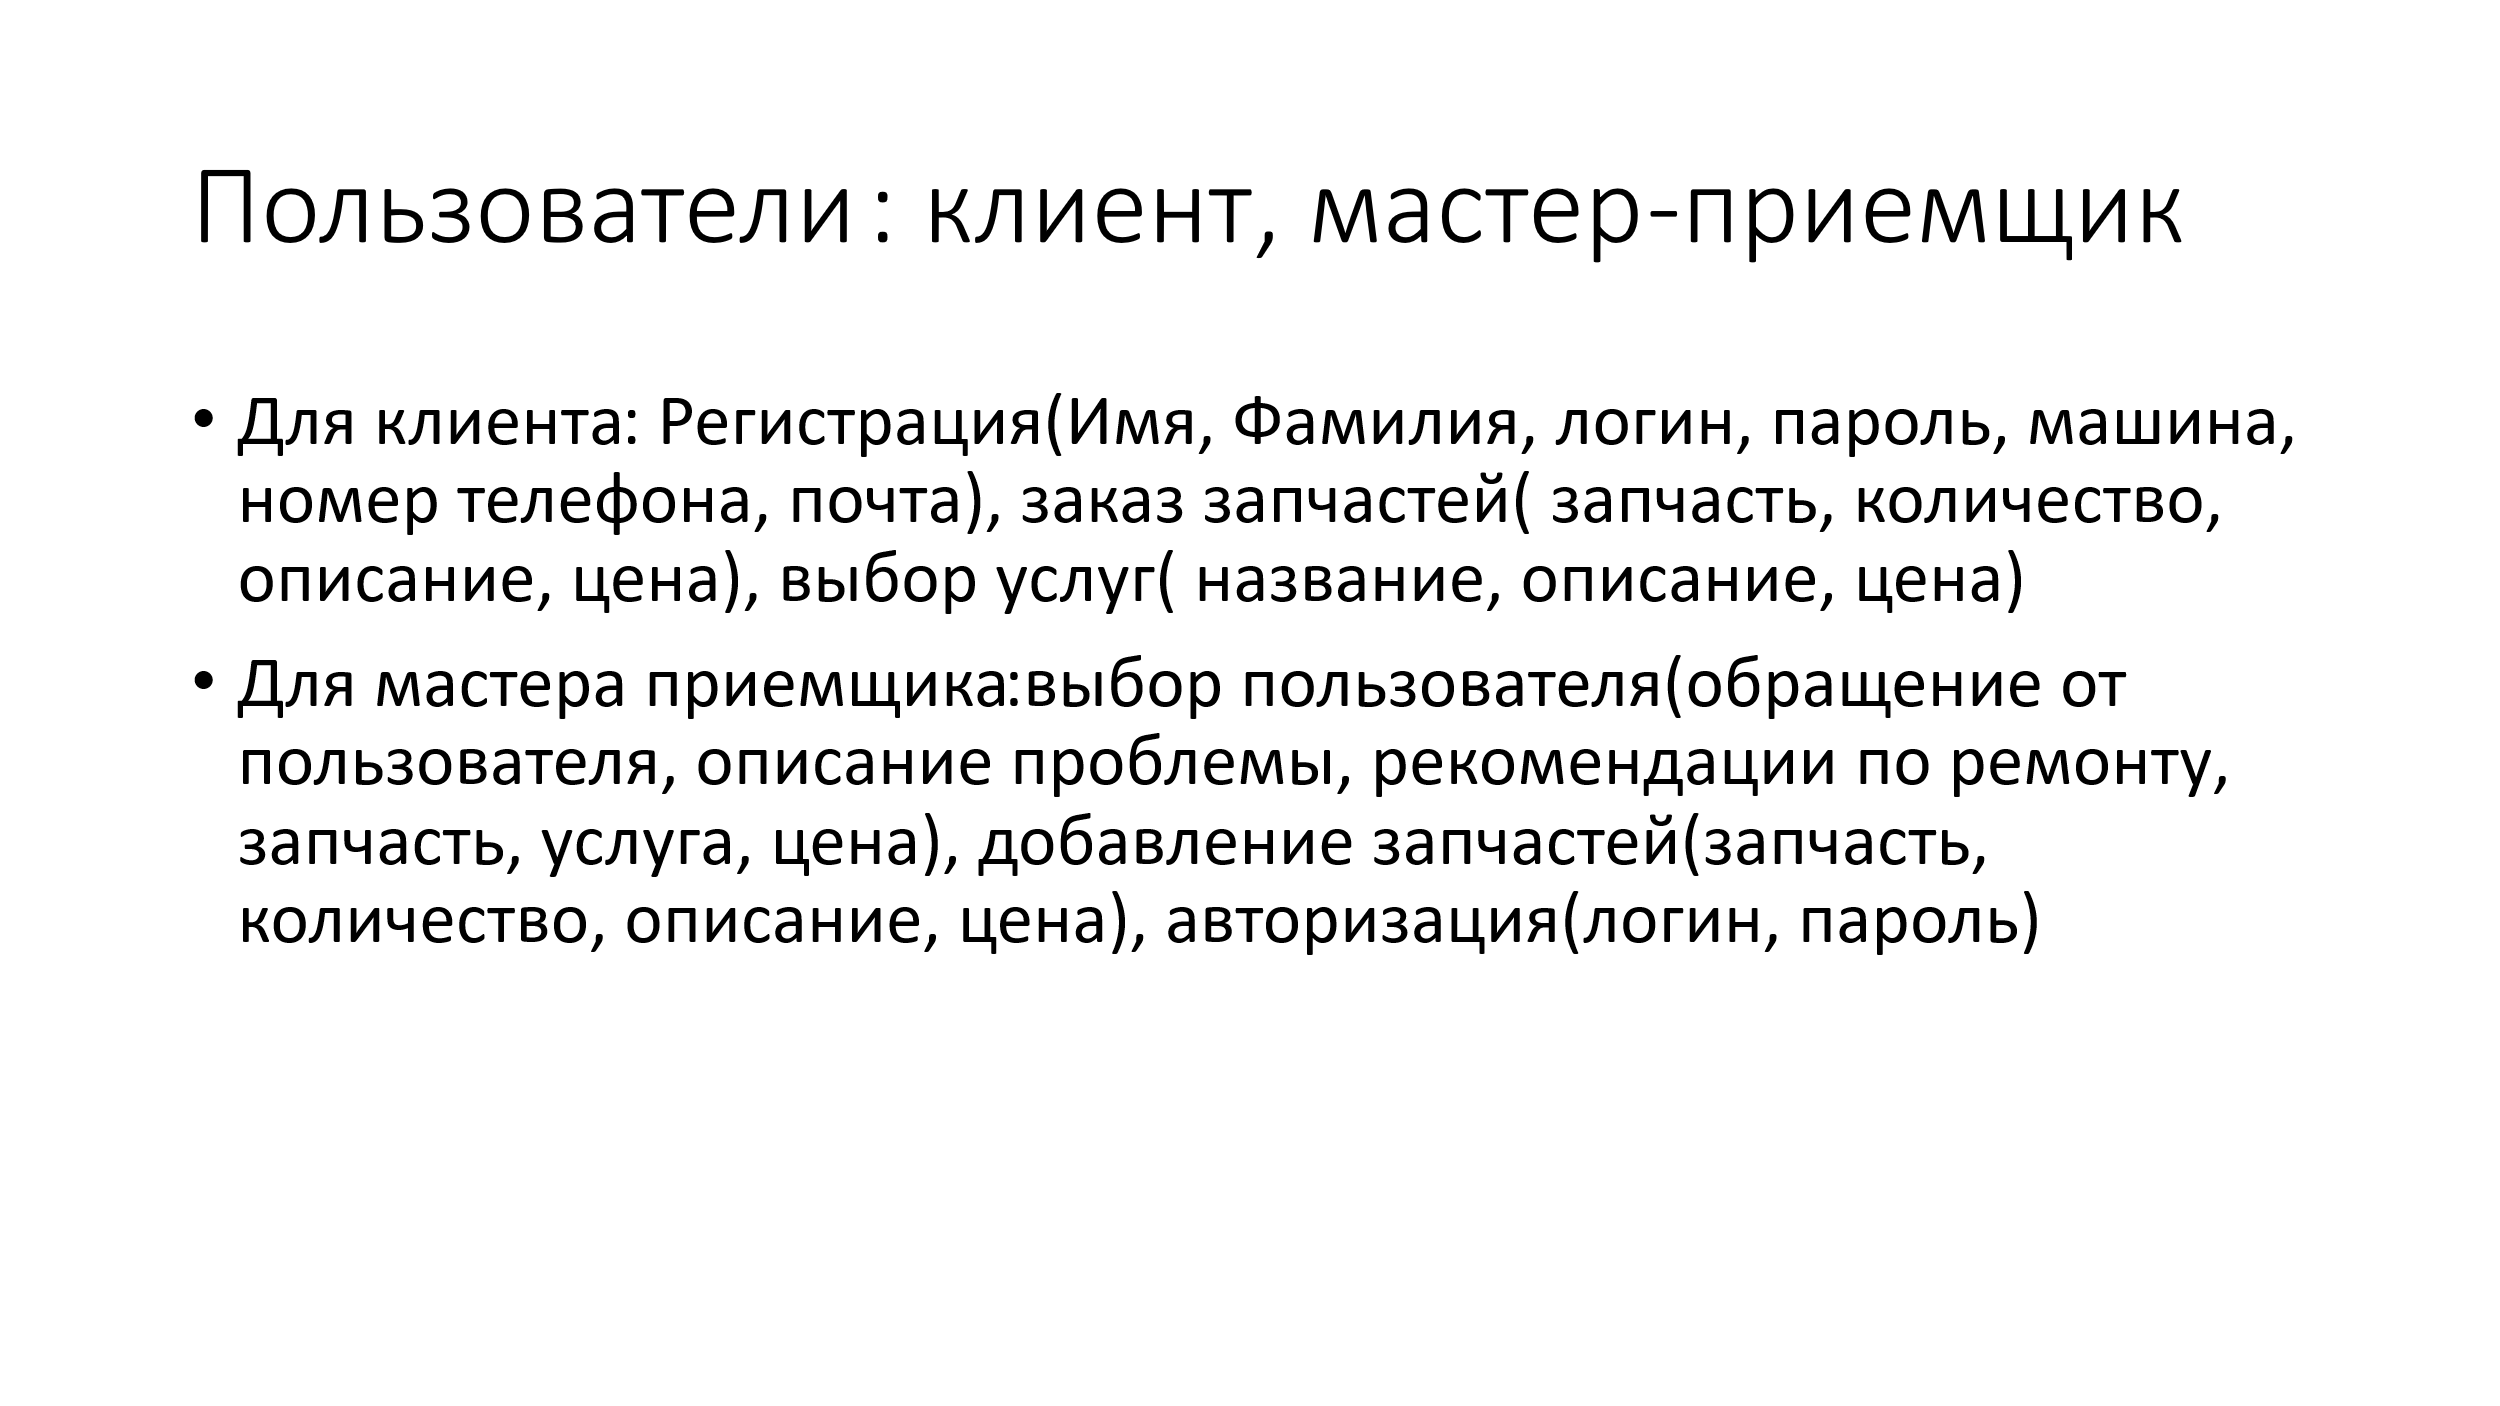 Пользователи : клиент, мастер-приемщик
• Для клиента: Регистрация(Имя, Фамилия, логин, пароль, машина,
номер телефона, почта), заказ запчастей( запчасть, количество,
описание, цена), выбор услуг( название, описание, цена)
• Для мастера приемщика:выбор пользователя(обращение от
пользователя, описание проблемы, рекомендации по ремонту,
запчасть, услуга, цена), добавление запчастей(запчасть,
количество, описание, цена), авторизация(логин, пароль)